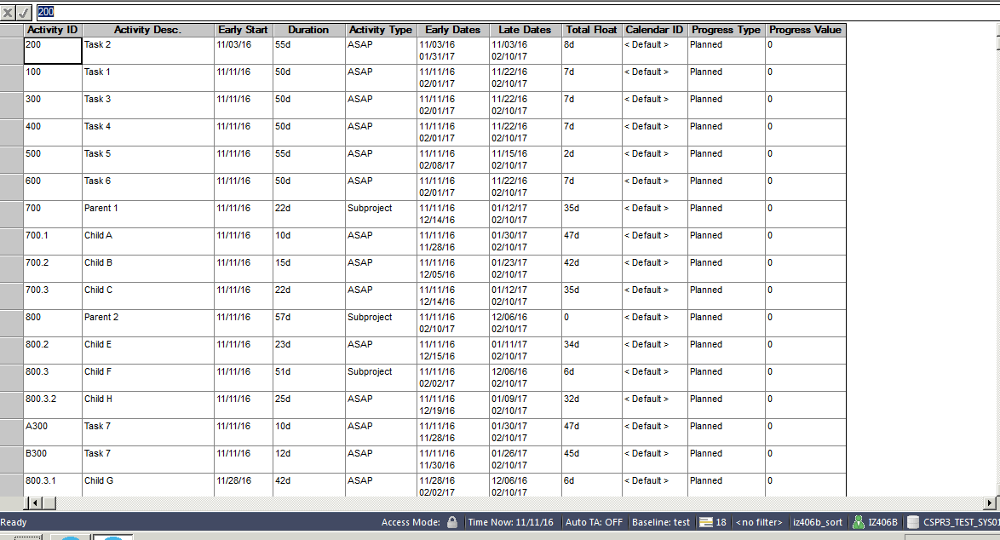 200
Activity ID Activity Desc. Early Start Duration Activity Type Early Dates Late Dates Total Float Calendar ID Progress Type Progress Value
200 Task 2 11/03/16 55d ASAP 11/03/16 11/03/16 8d < Default > Planned 0
01/31/17 02/10/17
100 Task 1 11/11/16 50d ASAP 11/11/16 11/22/16 7d < Default > Planned 0
02/01/17 02/10/17
300 Task 3 11/11/16 50d ASAP 11/11/16 11/22/16 7d < Default > Planned 0
02/01/17 02/10/17
400 Task 4 11/11/16 50d ASAP 11/11/16 11/22/16 7d < Default > Planned 0
02/01/17 02/10/17
500 Task 5 11/11/16 55d ASAP 11/11/16 11/15/16 2d < Default > Planned 0
02/08/17 02/10/17
600 Task 6 11/11/16 50d ASAP 11/11/16 11/22/16 7d < Default > Planned 0
02/01/17 02/10/17
700 Parent 1 11/11/16 22d Subproject 11/11/16 01/12/17 35d < Default > Planned 0
12/14/16 02/10/17
700.1 Child A 11/11/16 10d ASAP 11/11/16 01/30/17 47d < Default > Planned 0
11/28/16 02/10/17
700.2 Child B 11/11/16 15d ASAP 11/11/16 01/23/17 42d < Default > Planned 0
12/05/16 02/10/17
700.3 Child C 11/11/16 22d ASAP 11/11/16 01/12/17 35d < Default > Planned 0
12/14/16 02/10/17
800 Parent 2 11/11/16 57d Subproject 11/11/16 12/06/16 0 < Default > Planned 0
02/10/17 02/10/17
800.2 Child E 11/11/16 23d ASAP 11/11/16 01/11/17 34d < Default > Planned 0
12/15/16 02/10/17
800.3 Child F 11/11/16 51d Subproject 11/11/16 12/06/16 6d < Default > Planned 0
02/02/17 02/10/17
800.3.2 Child H 11/11/16 25d ASAP 11/11/16 01/09/17 32d < Default > Planned 0
12/19/16 02/10/17
A300 Task 7 11/11/16 10d ASAP 11/11/16 01/30/17 47d < Default > Planned 0
11/28/16 02/10/17
B300 Task 7 11/11/16 12d ASAP 11/11/16 01/26/17 45d < Default > Planned 0
11/30/16 02/10/17
800.3.1 Child G 11/28/16 42d ASAP 11/28/16 12/06/16 6d < Default > Planned 0
02/02/17 02/10/17
Ready Access Mode: Time Now: 11/11/16 Auto TA: OFF Baseline: test 18 <no filter> iz406b_sort IZ406B CSPR3_TEST_SYS01